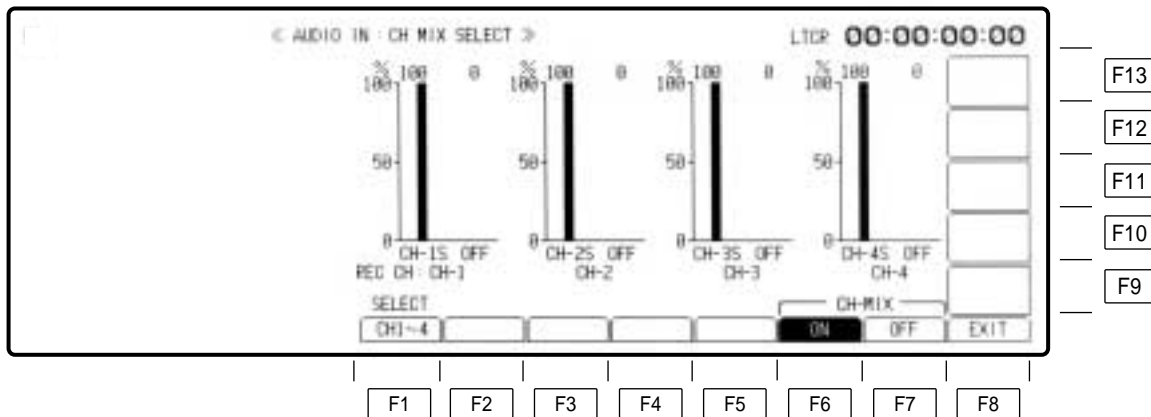 ≪ AUDIO IN : CH MIX SELECT ≫ LTCR 00:00:00:00
% 100 0 % 100 0 % 100 0 % 100 0
100 100 100 100
50 50 50 50
0 0 0 0
CH-1S OFF CH-2S OFF CH-3S OFF CH-4S OFF
REC CH : CH-1 CH-2 CH-3 CH-4
SELECT CH-MIX
CH1~4 ON OFF EXIT
F13
F12
F11
F10
F9
F1 F2 F3 F4 F5 F6 F7 F8